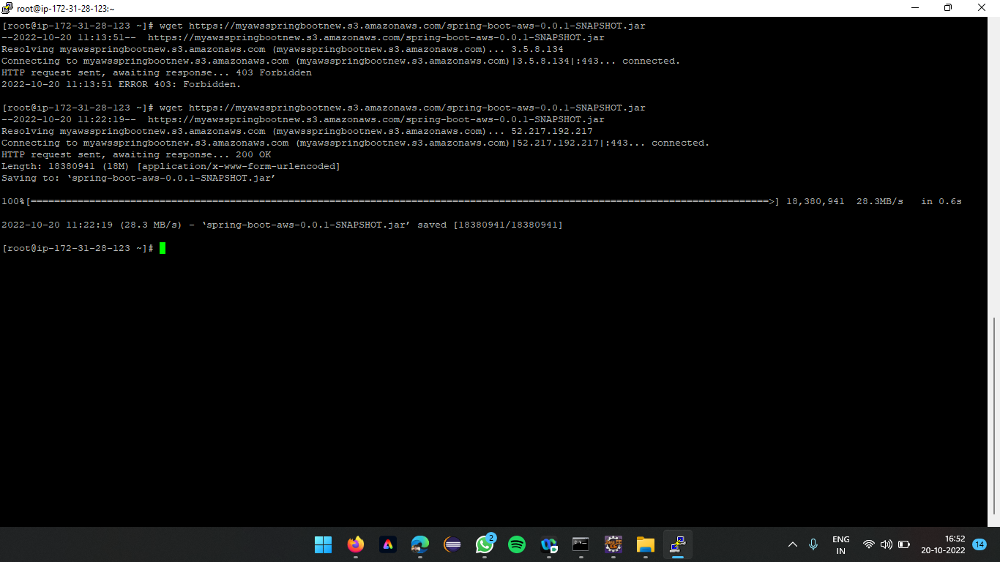 root@ip-172-31-28-123:~
[root@ip-172-31-28-123 ~]# wget https://myawsspringbootnew.s3.amazonaws.com/spring-boot-aws-0.0.1-SNAPSHOT.jar
--2022-10-20 11:13:51--  https://myawsspringbootnew.s3.amazonaws.com/spring-boot-aws-0.0.1-SNAPSHOT.jar
Resolving myawsspringbootnew.s3.amazonaws.com (myawsspringbootnew.s3.amazonaws.com)... 3.5.8.134
Connecting to myawsspringbootnew.s3.amazonaws.com (myawsspringbootnew.s3.amazonaws.com)|3.5.8.134|:443... connected.
HTTP request sent, awaiting response... 403 Forbidden
2022-10-20 11:13:51 ERROR 403: Forbidden.
[root@ip-172-31-28-123 ~]# wget https://myawsspringbootnew.s3.amazonaws.com/spring-boot-aws-0.0.1-SNAPSHOT.jar
--2022-10-20 11:22:19--  https://myawsspringbootnew.s3.amazonaws.com/spring-boot-aws-0.0.1-SNAPSHOT.jar
Resolving myawsspringbootnew.s3.amazonaws.com (myawsspringbootnew.s3.amazonaws.com)... 52.217.192.217
Connecting to myawsspringbootnew.s3.amazonaws.com (myawsspringbootnew.s3.amazonaws.com)|52.217.192.217|:443... connected.
HTTP request sent, awaiting response... 200 OK
Length: 18380941 (18M) [application/x-www-form-urlencoded]
Saving to: ‘spring-boot-aws-0.0.1-SNAPSHOT.jar’
100%[==============================================================================================================================>] 18,380,941  28.3MB/s   in 0.6s
2022-10-20 11:22:19 (28.3 MB/s) - ‘spring-boot-aws-0.0.1-SNAPSHOT.jar’ saved [18380941/18380941]
[root@ip-172-31-28-123 ~]#
2
Java EE
IDE
ENG
IN
16:52
20-10-2022
14